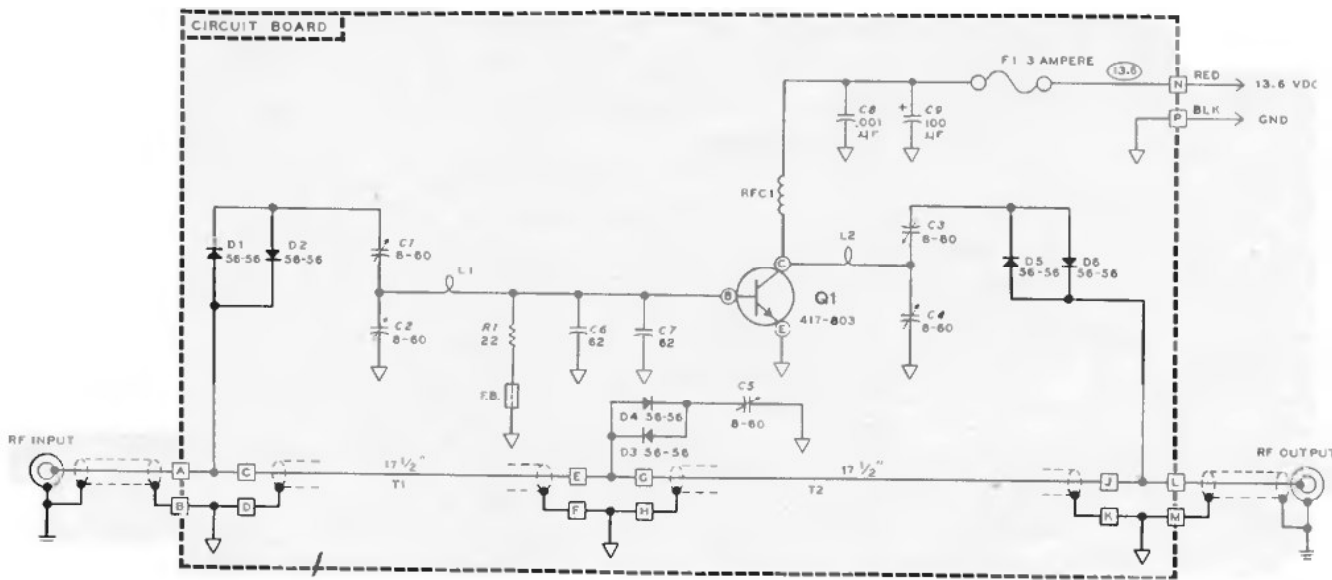 CIRCUIT BOARD
F1 3 AMPERE
13.6
N
RED
13.6 VDC
C8
.001
µF
+
C9
100
µF
P
BLK
GND
RFC1
D1
56-56
D2
56-56
C1
8-60
L1
C
L2
C3
8-60
D5
56-56
D6
56-56
B
Q1
417-803
E
C2
8-60
R1
22
C6
62
C7
62
C4
8-60
F.B.
D4 56-56
D3 56-56
C5
8-60
RF INPUT
A
C
17 1/2"
T1
E
G
17 1/2"
T2
J
L
RF OUTPUT
B
D
F
H
K
M